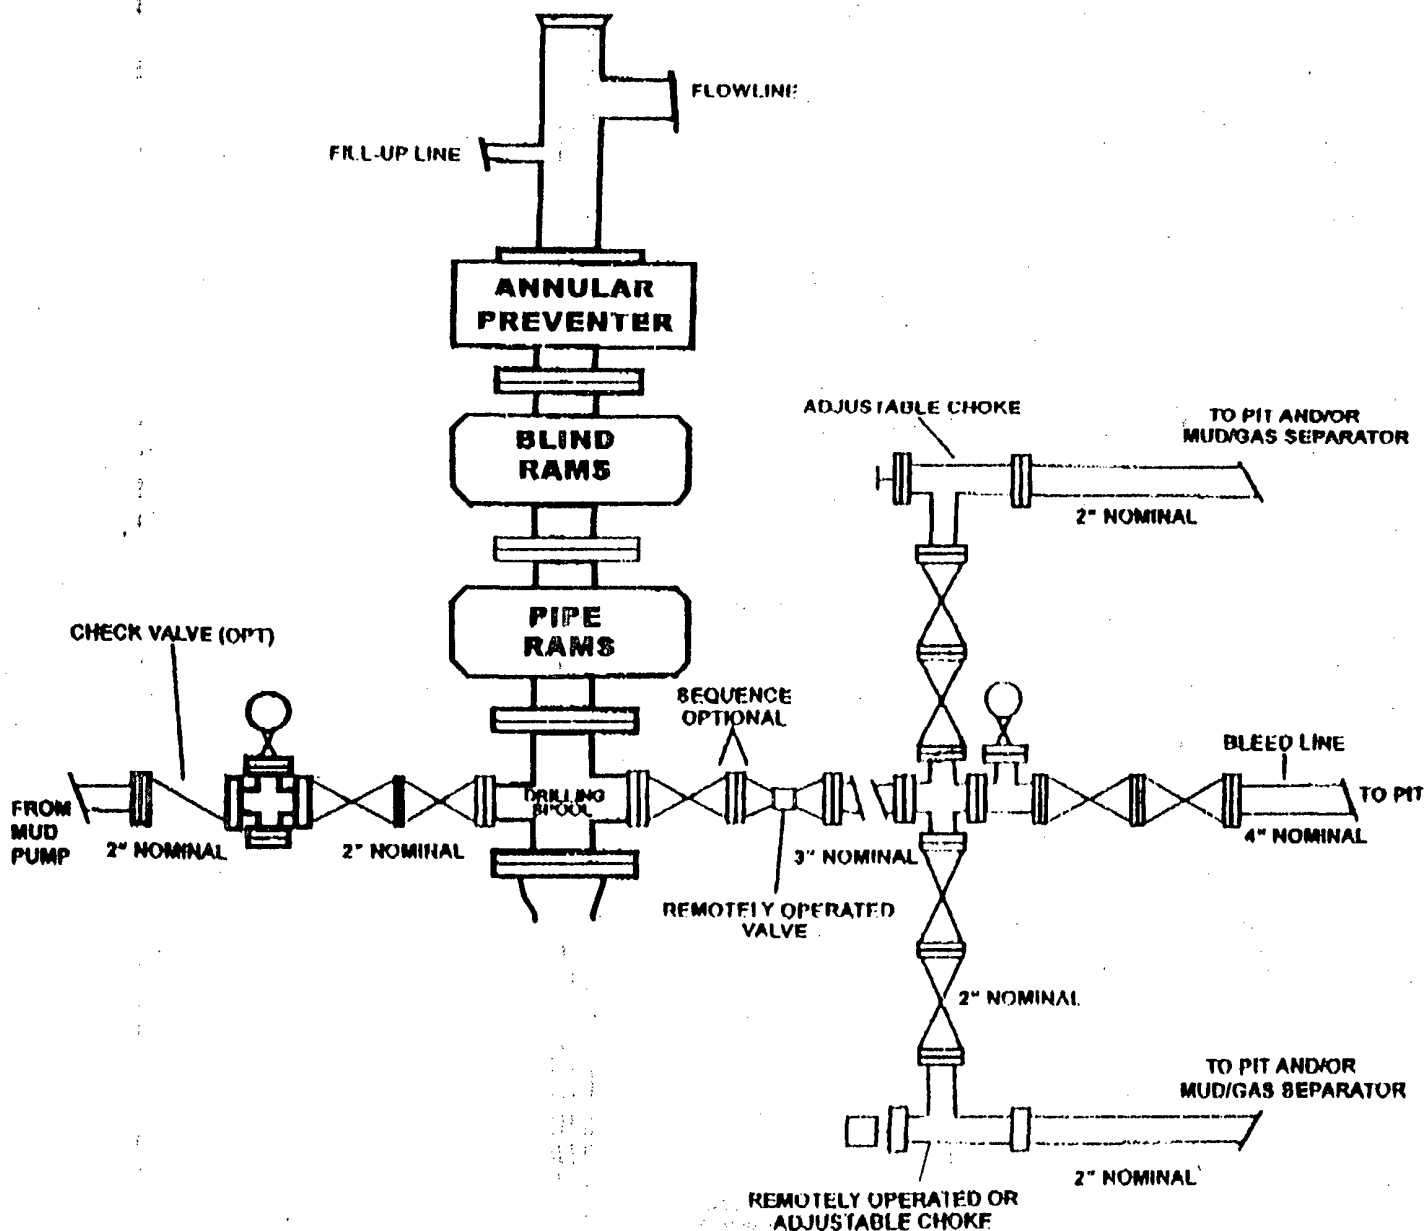 FLOWLINE
FILL-UP LINE
ANNULAR
PREVENTER
ADJUSTABLE CHOKE
TO PIT AND/OR
MUD/GAS SEPARATOR
BLIND
RAMS
2" NOMINAL
PIPE
RAMS
CHECK VALVE (OPT)
SEQUENCE
OPTIONAL
BLEED LINE
DRILLING
SPOOL
TO PIT
FROM
MUD
PUMP
2" NOMINAL
2" NOMINAL
3" NOMINAL
4" NOMINAL
REMOTELY OPERATED
VALVE
2" NOMINAL
TO PIT AND/OR
MUD/GAS SEPARATOR
2" NOMINAL
REMOTELY OPERATED OR
ADJUSTABLE CHOKE